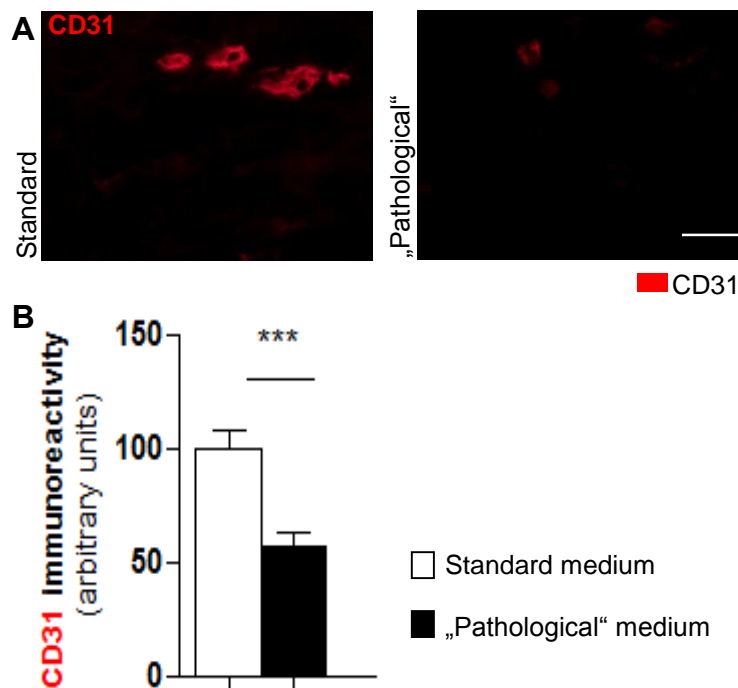 A
CD31
Standard
„Pathological“
CD31
B
CD31 Immunoreactivity
(arbitrary units)
150
***
100
50
0
Standard medium
„Pathological“ medium